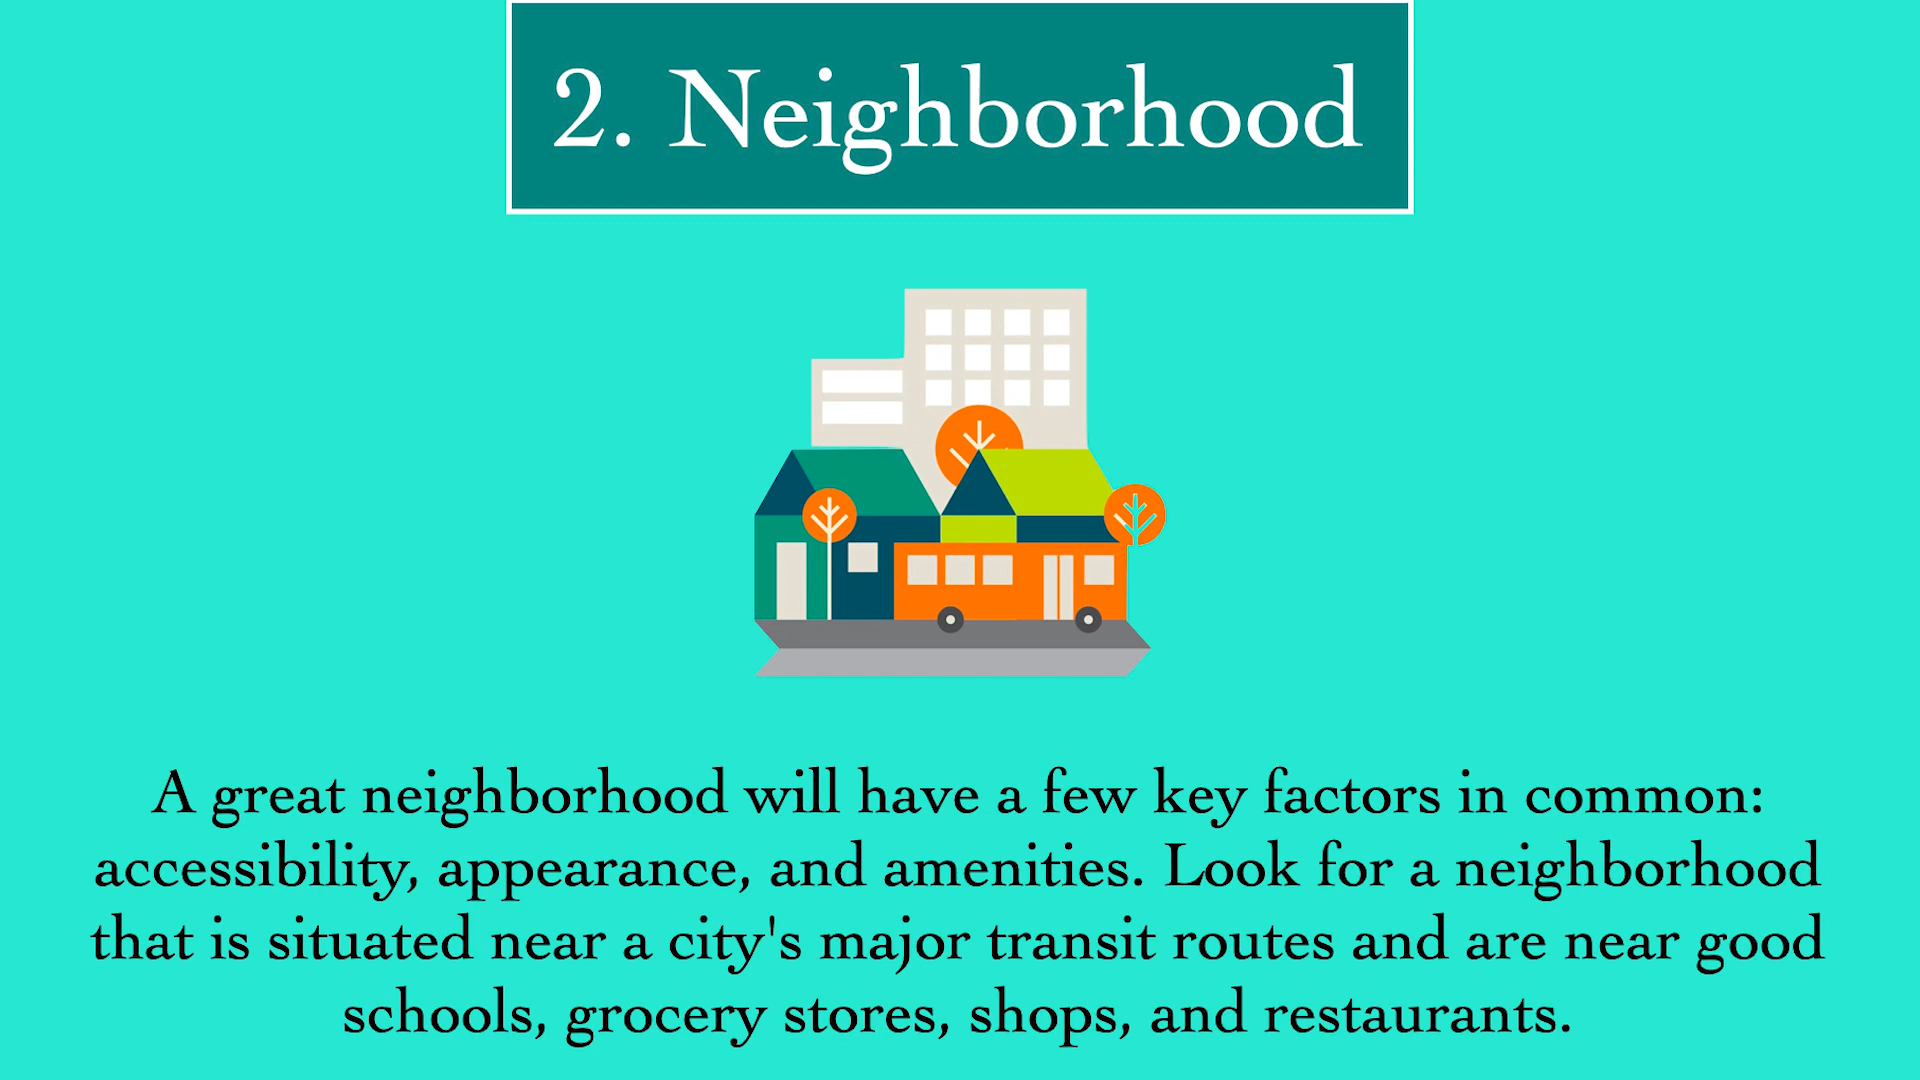 2. Neighborhood
A great neighborhood will have a few key factors in common:
accessibility, appearance, and amenities. Look for a neighborhood
that is situated near a city's major transit routes and are near good
schools, grocery stores, shops, and restaurants.